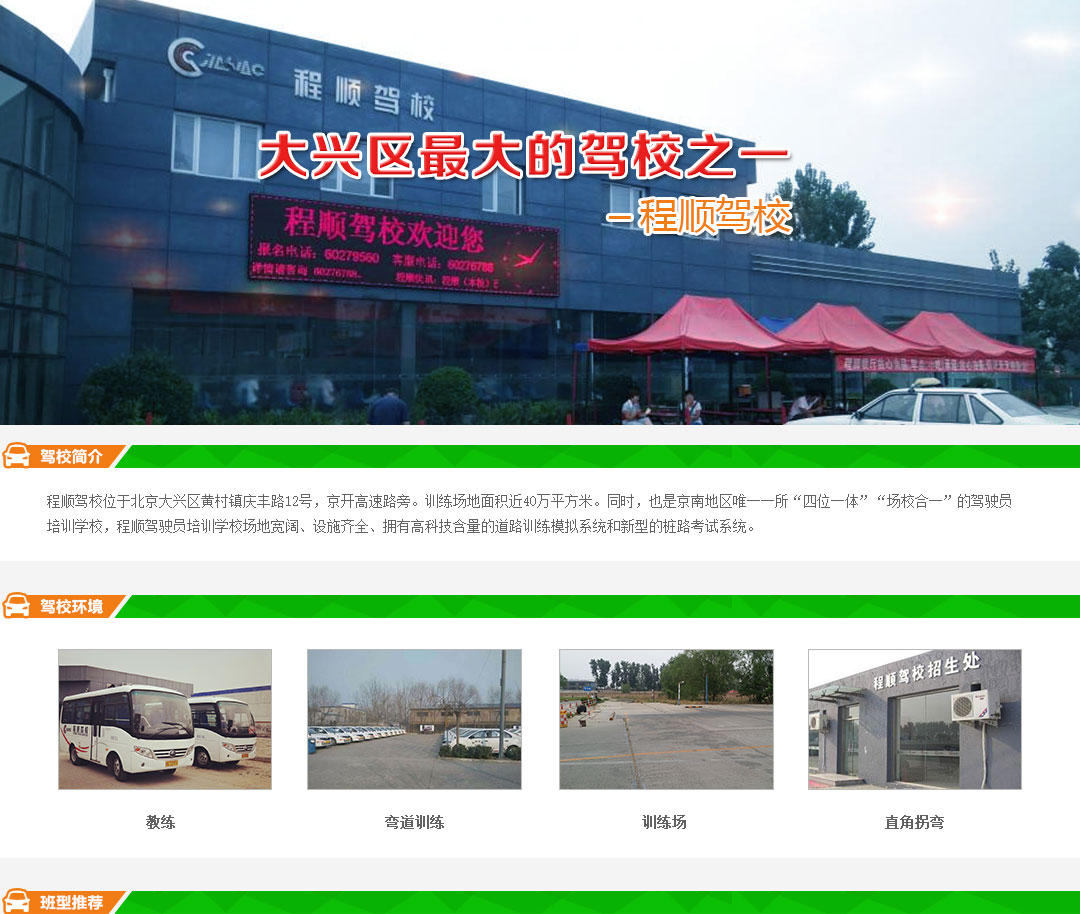 程顺驾校
大兴区最大的驾校之一
– 程顺驾校
程顺驾校欢迎您
报名电话：60279560 客服电话：60276788
详情请咨询 60276788。
驾校简介
程顺驾校位于北京大兴区黄村镇庆丰路12号，京开高速路旁。训练场地面积近40万平方米。同时，也是京南地区唯一一所“四位一体”“场校合一”的驾驶员
培训学校，程顺驾驶员培训学校场地宽阔、设施齐全、拥有高科技含量的道路训练模拟系统和新型的桩路考试系统。
驾校环境
程顺驾校招生处
教练
弯道训练
训练场
直角拐弯
班型推荐